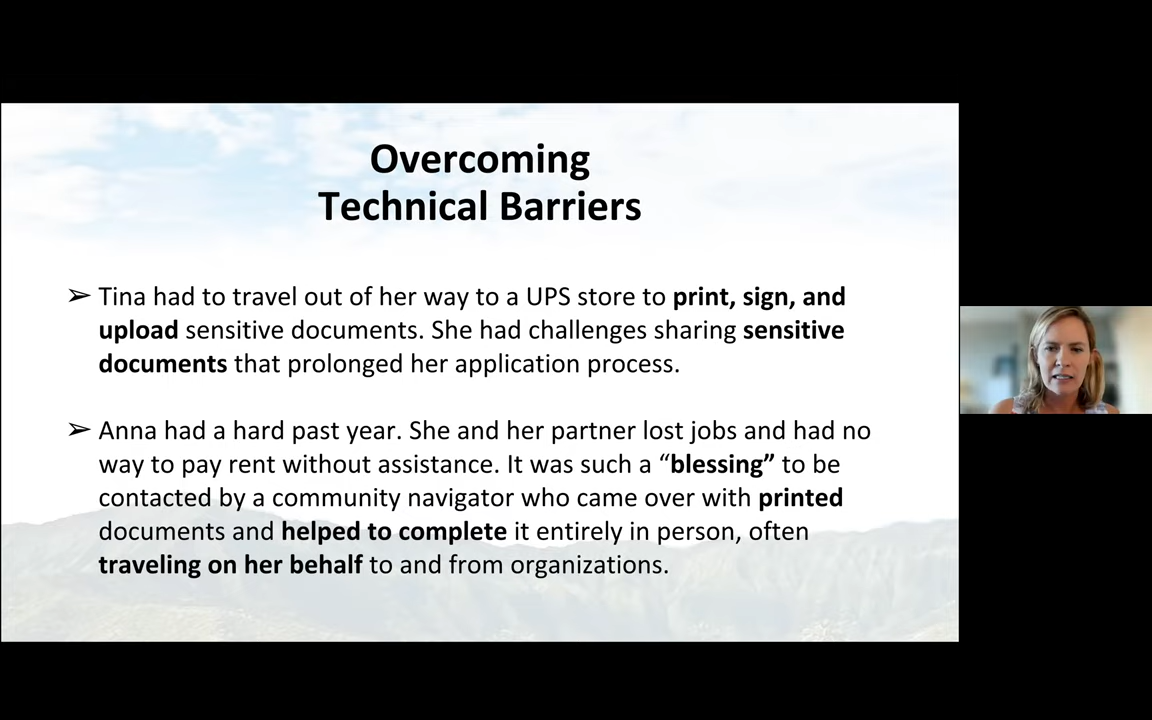 Overcoming
Technical Barriers
➢ Tina had to travel out of her way to a UPS store to print, sign, and
upload sensitive documents. She had challenges sharing sensitive
documents that prolonged her application process.
➢ Anna had a hard past year. She and her partner lost jobs and had no
way to pay rent without assistance. It was such a “blessing” to be
contacted by a community navigator who came over with printed
documents and helped to complete it entirely in person, often
traveling on her behalf to and from organizations.